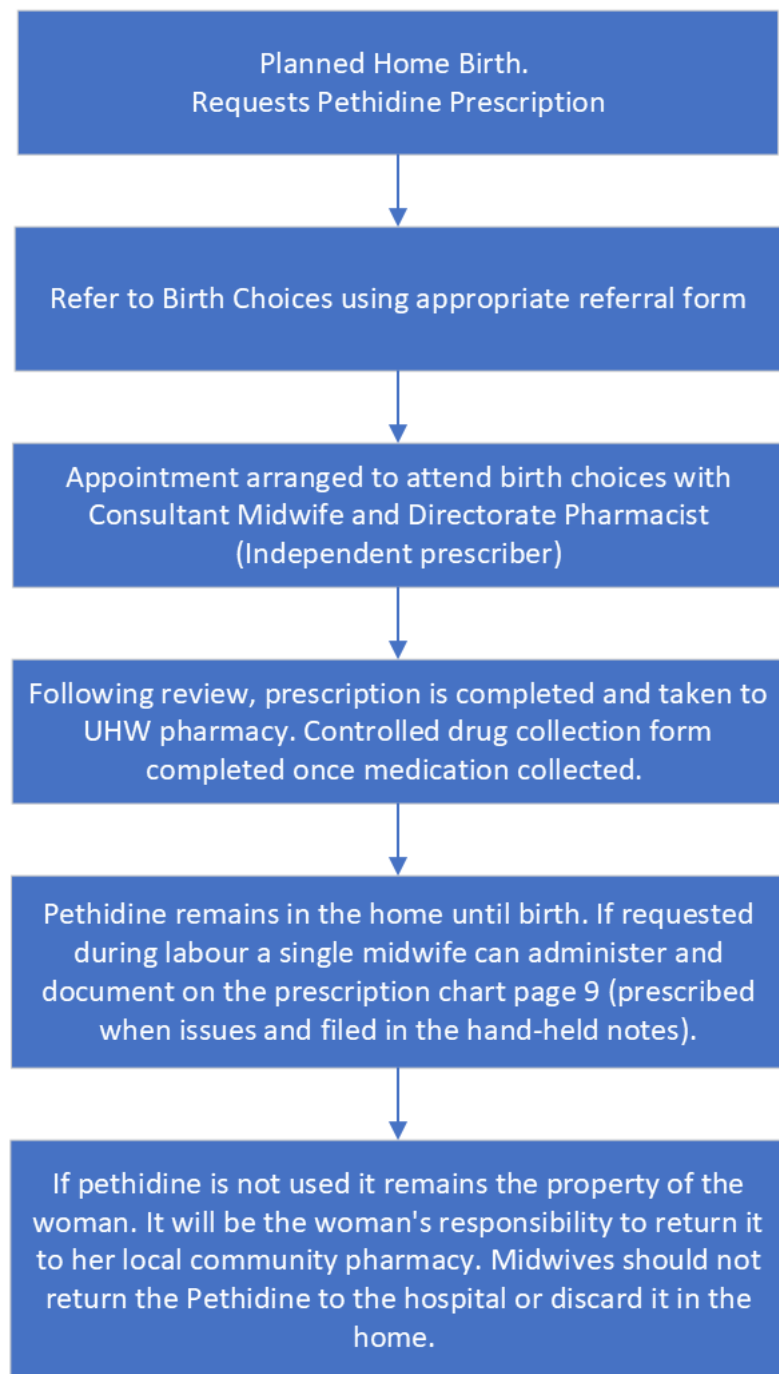 Planned Home Birth.
Requests Pethidine Prescription
Refer to Birth Choices using appropriate referral form
Appointment arranged to attend birth choices with
Consultant Midwife and Directorate Pharmacist
(Independent prescriber)
Following review, prescription is completed and taken to
UHW pharmacy. Controlled drug collection form
completed once medication collected.
Pethidine remains in the home until birth. If requested
during labour a single midwife can administer and
document on the prescription chart page 9 (prescribed
when issues and filed in the hand-held notes).
If pethidine is not used it remains the property of the
woman. It will be the woman's responsibility to return it
to her local community pharmacy. Midwives should not
return the Pethidine to the hospital or discard it in the
home.